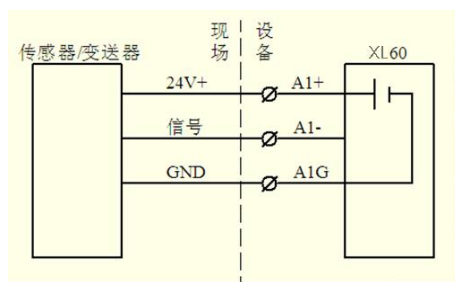 现场 设备
传感器/变送器
XL60
24V+ A1+
信号 A1-
GND A1G